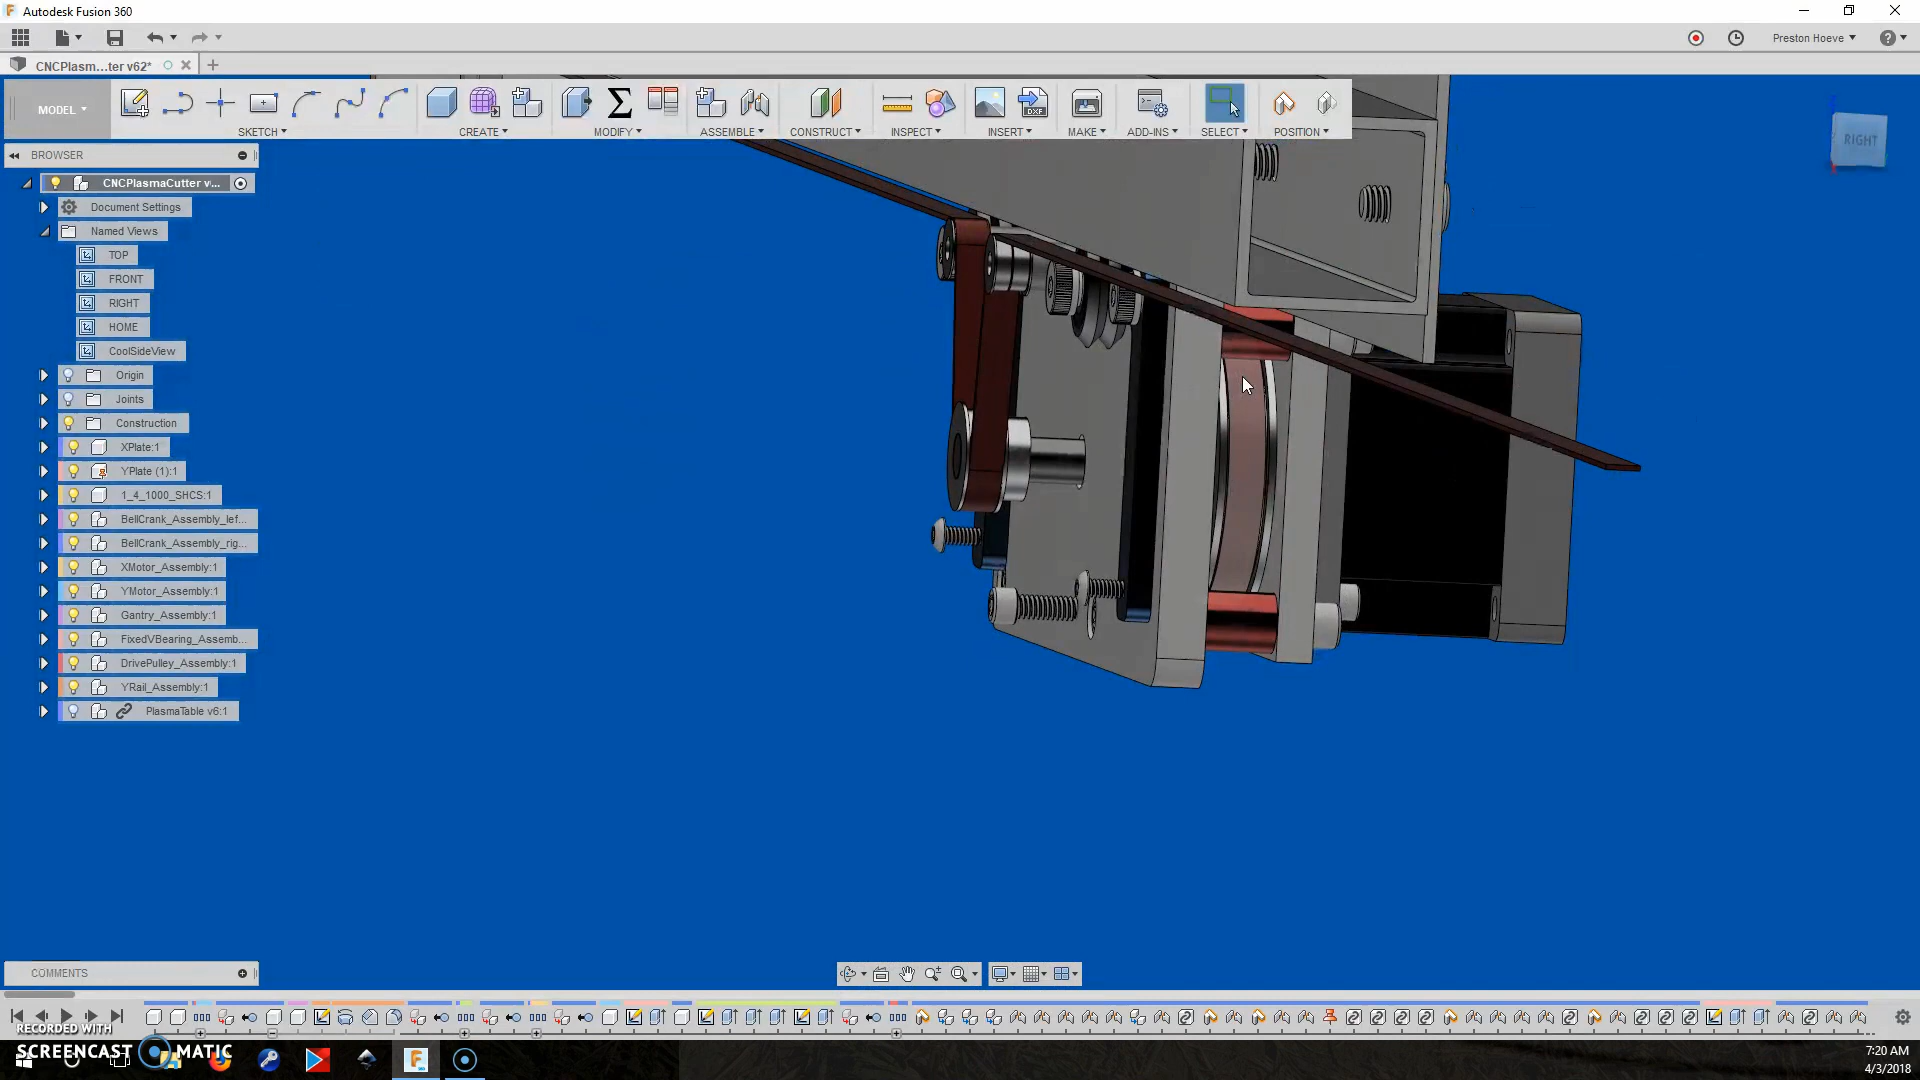 Autodesk Fusion 360
Preston Hoeve
CNCPlasm...ter v62*
MODEL
SKETCH
CREATE
MODIFY
ASSEMBLE
CONSTRUCT
INSPECT
INSERT
MAKE
ADD-INS
SELECT
POSITION
DXF
RIGHT
BROWSER
CNCPlasmaCutter v...
Document Settings
Named Views
TOP
FRONT
RIGHT
HOME
CoolSideView
Origin
Joints
Construction
XPlate:1
YPlate (1):1
1_4_1000_SHCS:1
BellCrank_Assembly_lef...
BellCrank_Assembly_rig...
XMotor_Assembly:1
YMotor_Assembly:1
Gantry_Assembly:1
FixedVBearing_Assemb...
DrivePulley_Assembly:1
YRail_Assembly:1
PlasmaTable v6:1
COMMENTS
RECORDED WITH
SCREENCAST MATIC
7:20 AM
4/3/2018